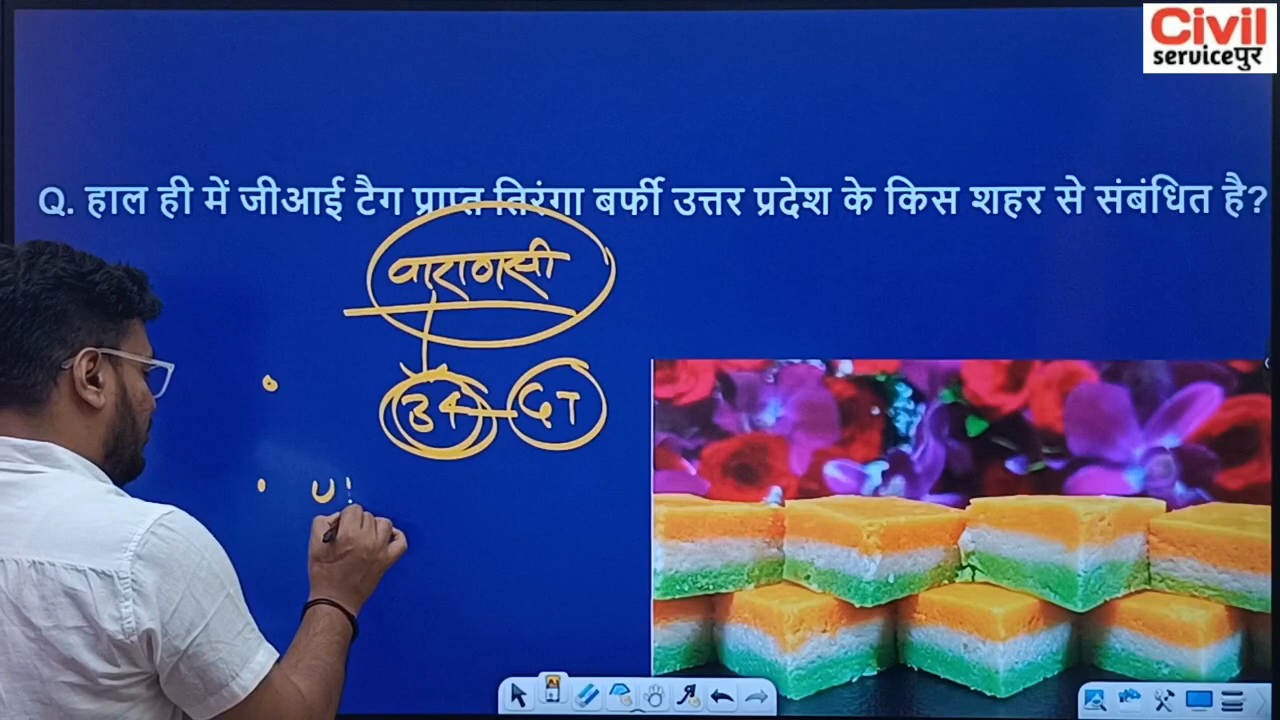 Civil
serviceपुर
Q. हाल ही में जीआई टैग प्राप्त तिरंगा बर्फी उत्तर प्रदेश के किस शहर से संबंधित है?
वाराणसी
34 GT
U